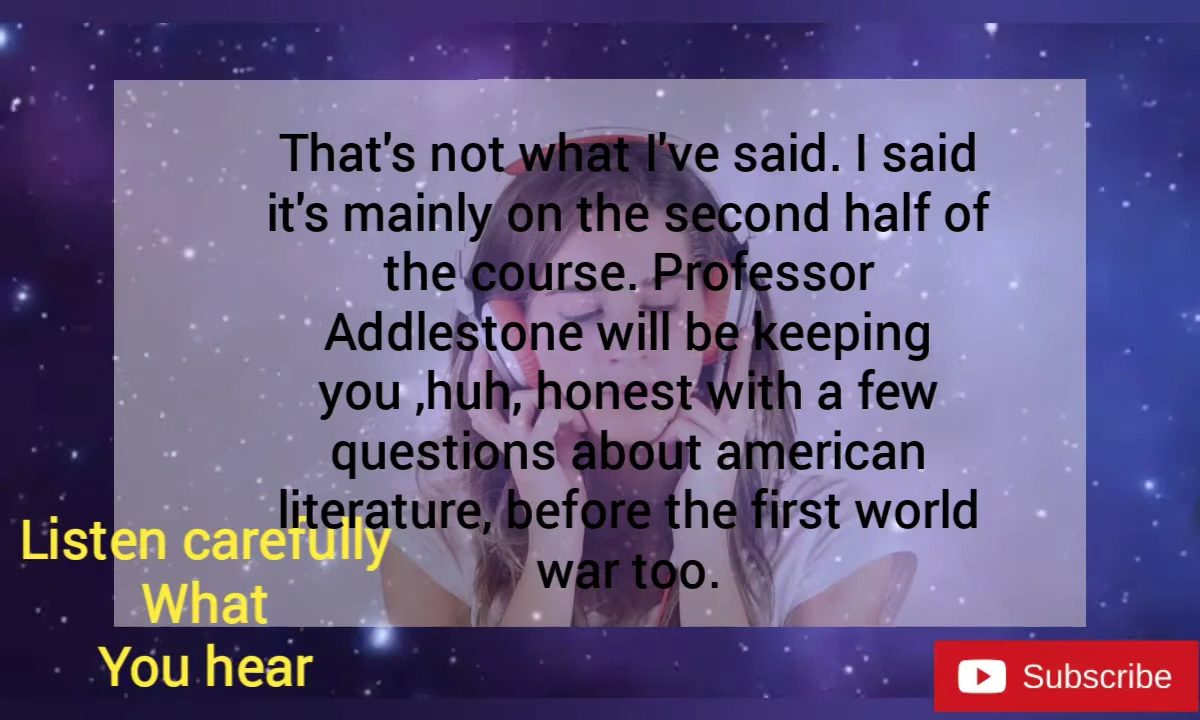 That's not what I've said. I said
it's mainly on the second half of
the course. Professor
Addlestone will be keeping
you ,huh, honest with a few
questions about american
literature, before the first world
war too.
Listen carefully
What
You hear
Subscribe